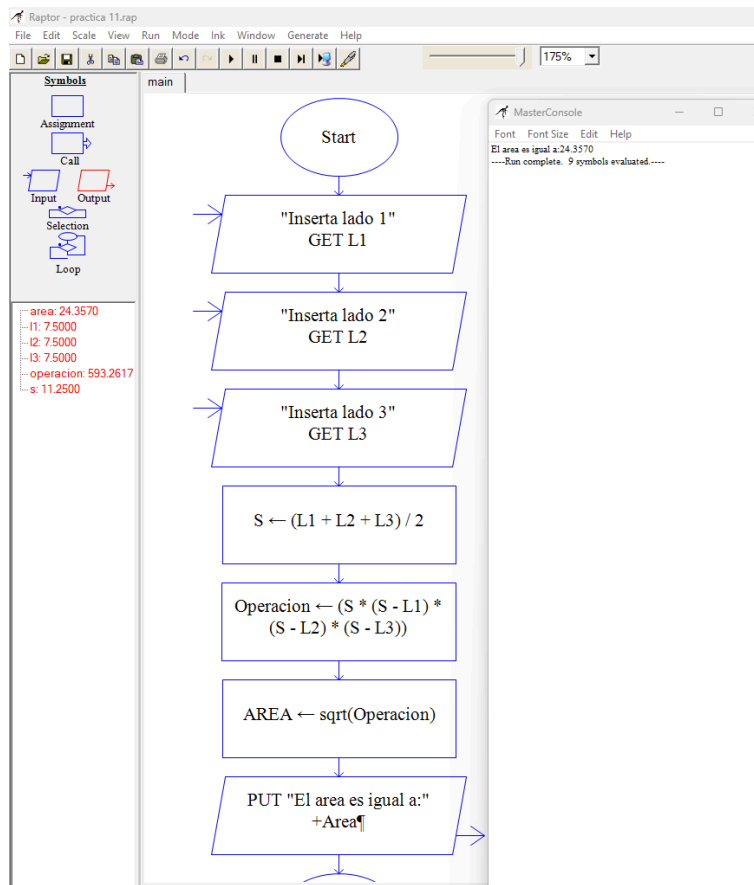 Raptor - practica 11.rap
File Edit Scale View Run Mode Ink Window Generate Help
175%
Symbols
Assignment
Call
Input Output
Selection
Loop
area: 24.3570
l1: 7.5000
l2: 7.5000
l3: 7.5000
operacion: 593.2617
s: 11.2500
main
Start
"Inserta lado 1"
GET L1
"Inserta lado 2"
GET L2
"Inserta lado 3"
GET L3
S ← (L1 + L2 + L3) / 2
Operacion ← (S * (S - L1) *
(S - L2) * (S - L3))
AREA ← sqrt(Operacion)
PUT "El area es igual a:"
+Area¶
MasterConsole
Font Font Size Edit Help
El area es igual a:24.3570
----Run complete. 9 symbols evaluated.----